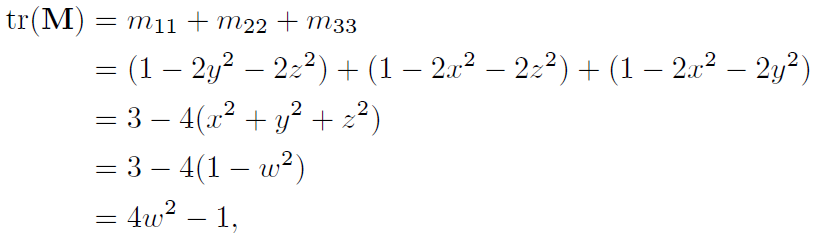 tr(M) = m₁₁ + m₂₂ + m₃₃
= (1 − 2y² − 2z²) + (1 − 2x² − 2z²) + (1 − 2x² − 2y²)
= 3 − 4(x² + y² + z²)
= 3 − 4(1 − w²)
= 4w² − 1,